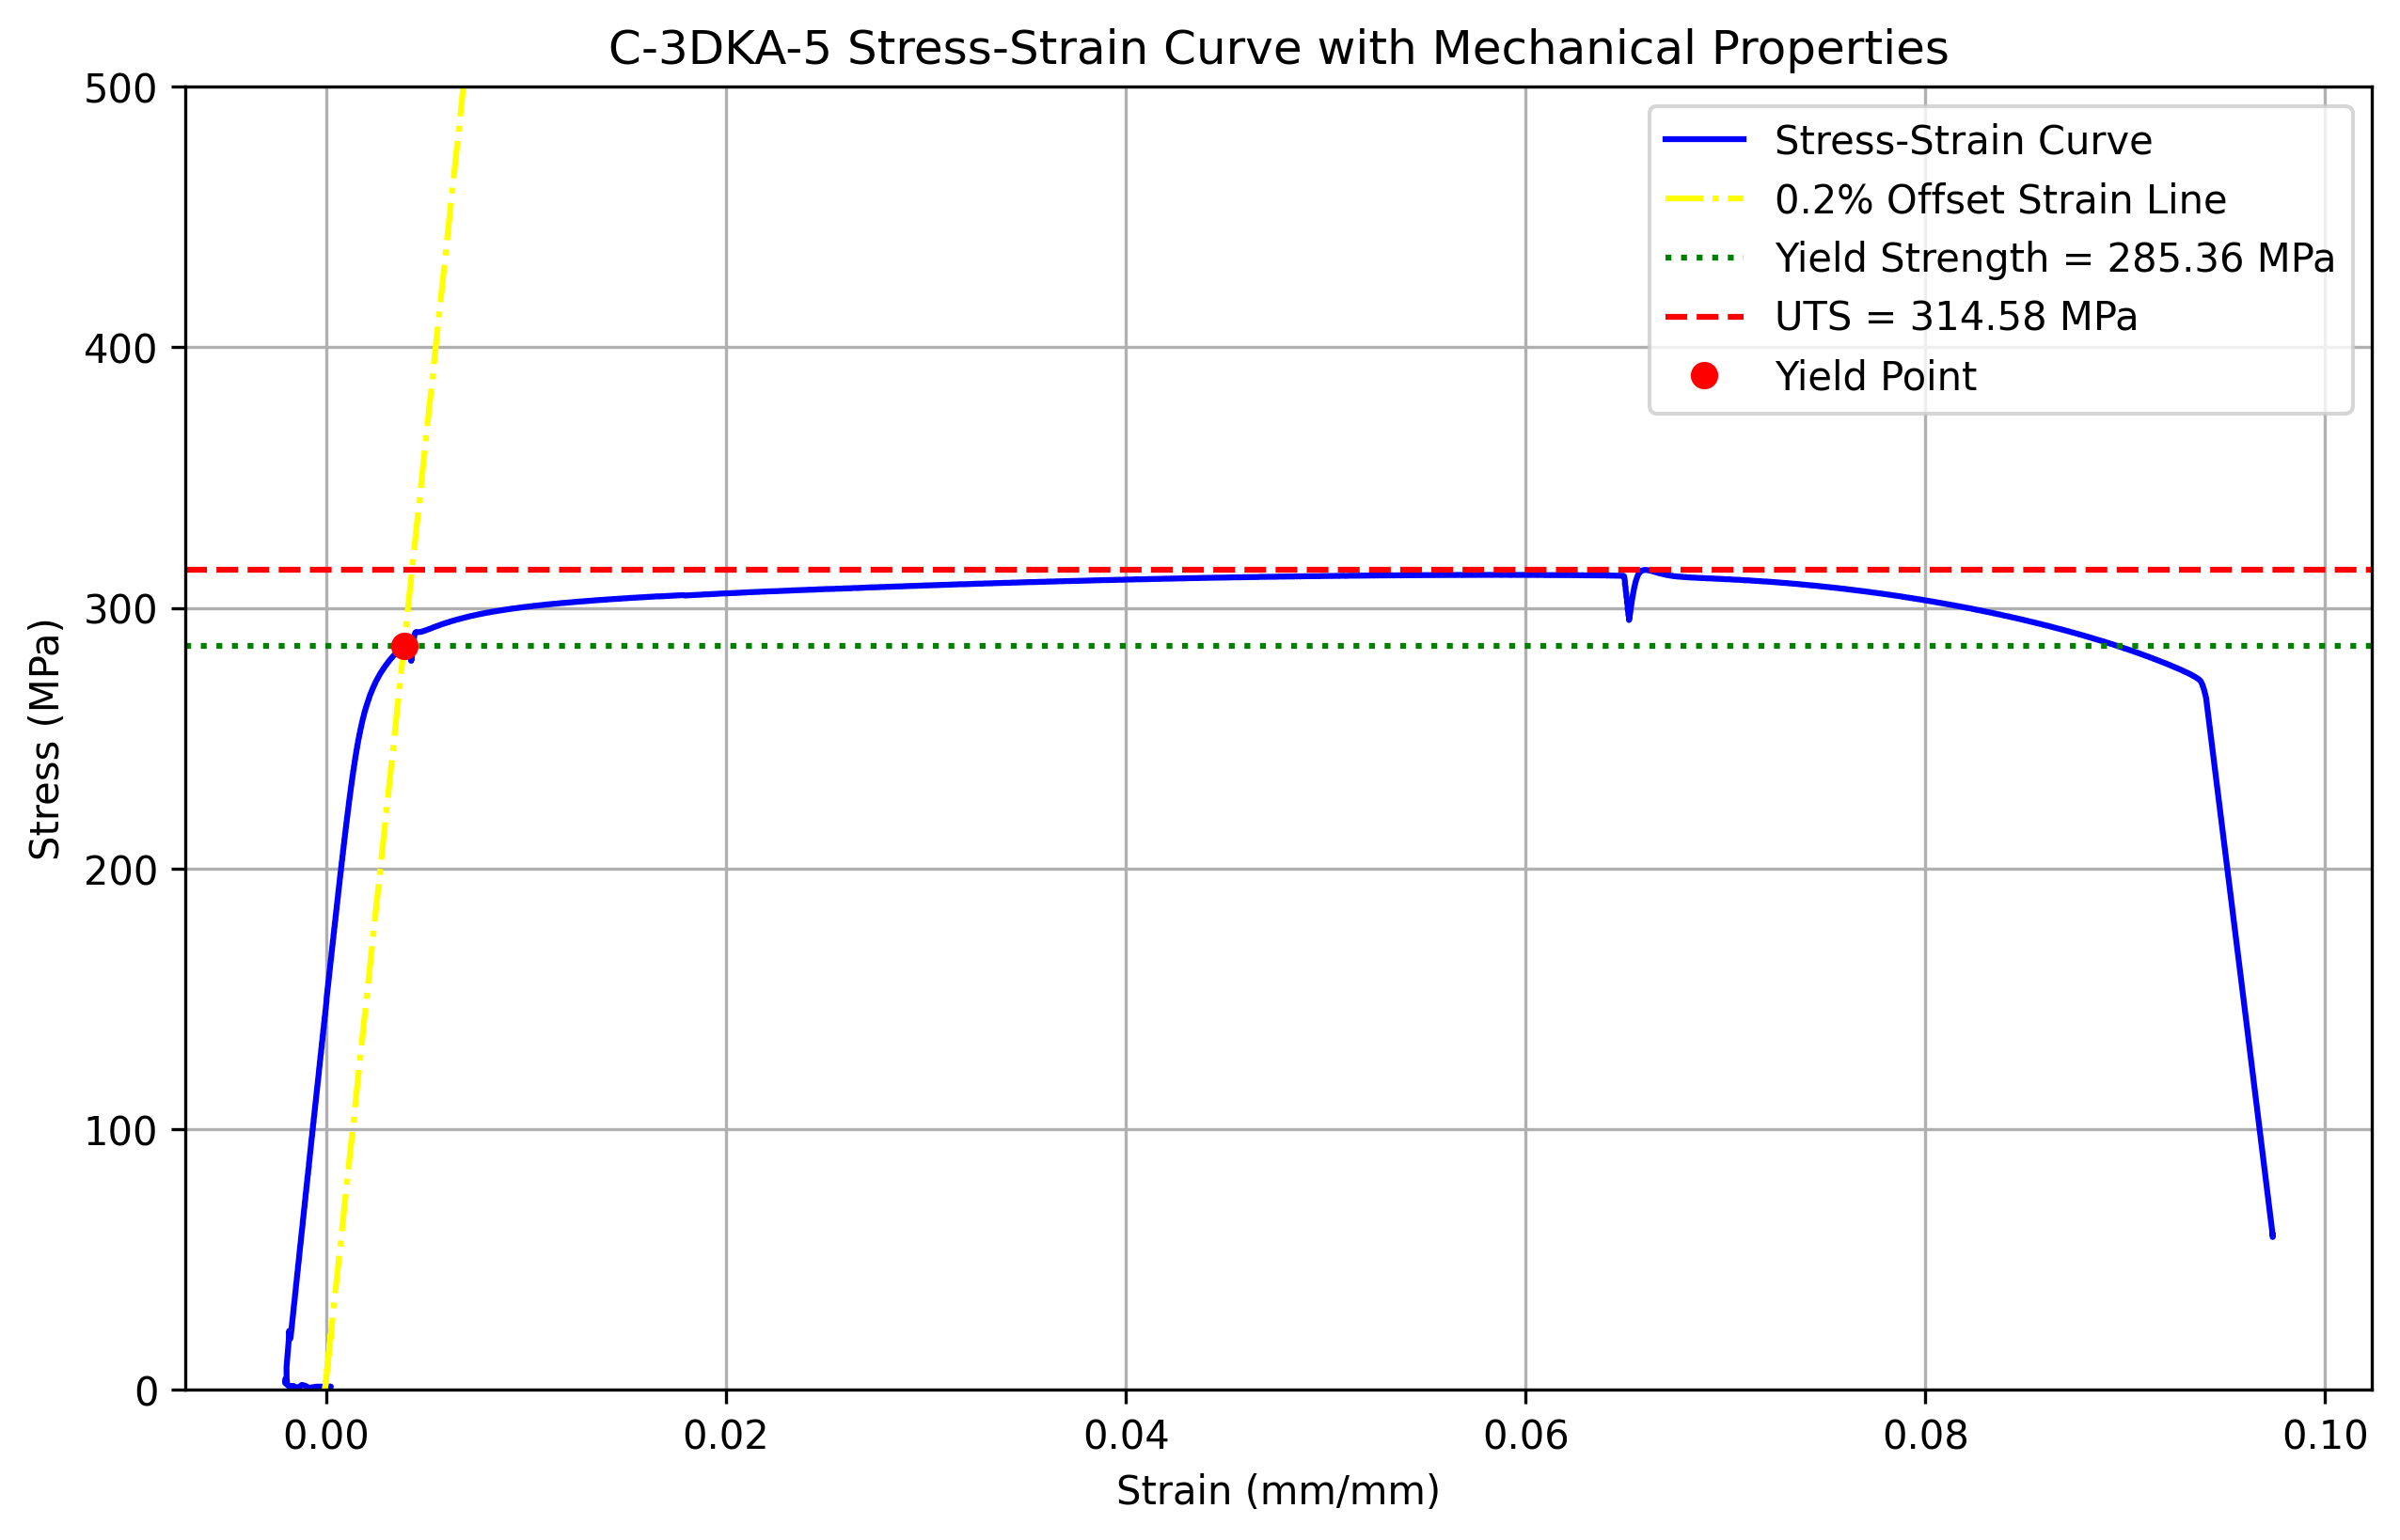 C-3DKA-5 Stress-Strain Curve with Mechanical Properties
500
400
300
200
100
0
Stress (MPa)
Stress-Strain Curve
0.2% Offset Strain Line
Yield Strength = 285.36 MPa
UTS = 314.58 MPa
Yield Point
0.00 0.02 0.04 0.06 0.08 0.10
Strain (mm/mm)